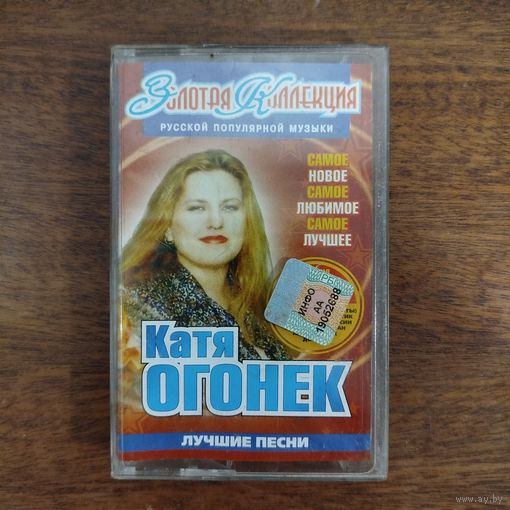 Золотая Коллекция
РУССКОЙ ПОПУЛЯРНОЙ МУЗЫКИ
САМОЕ
НОВОЕ
САМОЕ
ЛЮБИМОЕ
САМОЕ
ЛУЧШЕЕ
ИНФО
АА
19052688
Катя
ОГОНЕК
ЛУЧШИЕ ПЕСНИ
www.ay.by